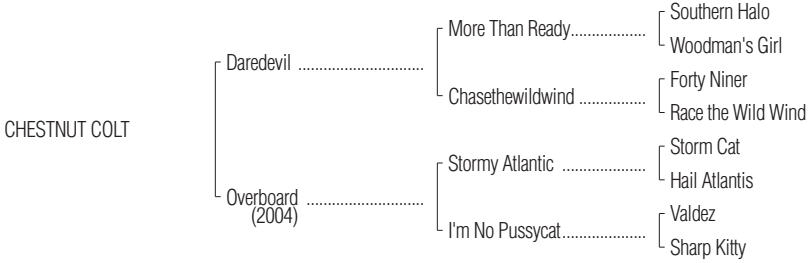 Southern Halo
More Than Ready..................
Woodman's Girl
Daredevil .............................
Forty Niner
Chasethewildwind ................
Race the Wild Wind
CHESTNUT COLT
Storm Cat
Stormy Atlantic ....................
Hail Atlantis
Overboard ...........................
(2004)
Valdez
I'm No Pussycat....................
Sharp Kitty